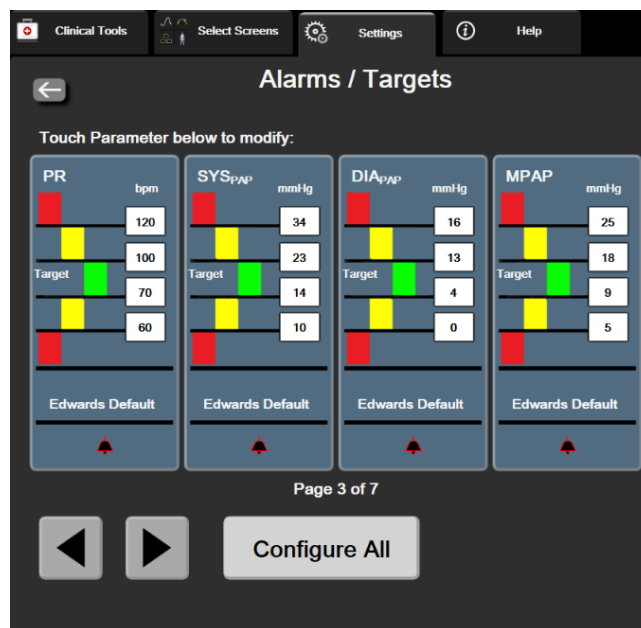 Clinical Tools Select Screens Settings Help
Alarms / Targets
Touch Parameter below to modify:
PR SYSPAP DIAPAP MPAP
bpm mmHg mmHg mmHg
120 34 16 25
100 23 13 18
Target Target Target Target
70 14 4 9
60 10 0 5
Edwards Default Edwards Default Edwards Default Edwards Default
Page 3 of 7
Configure All